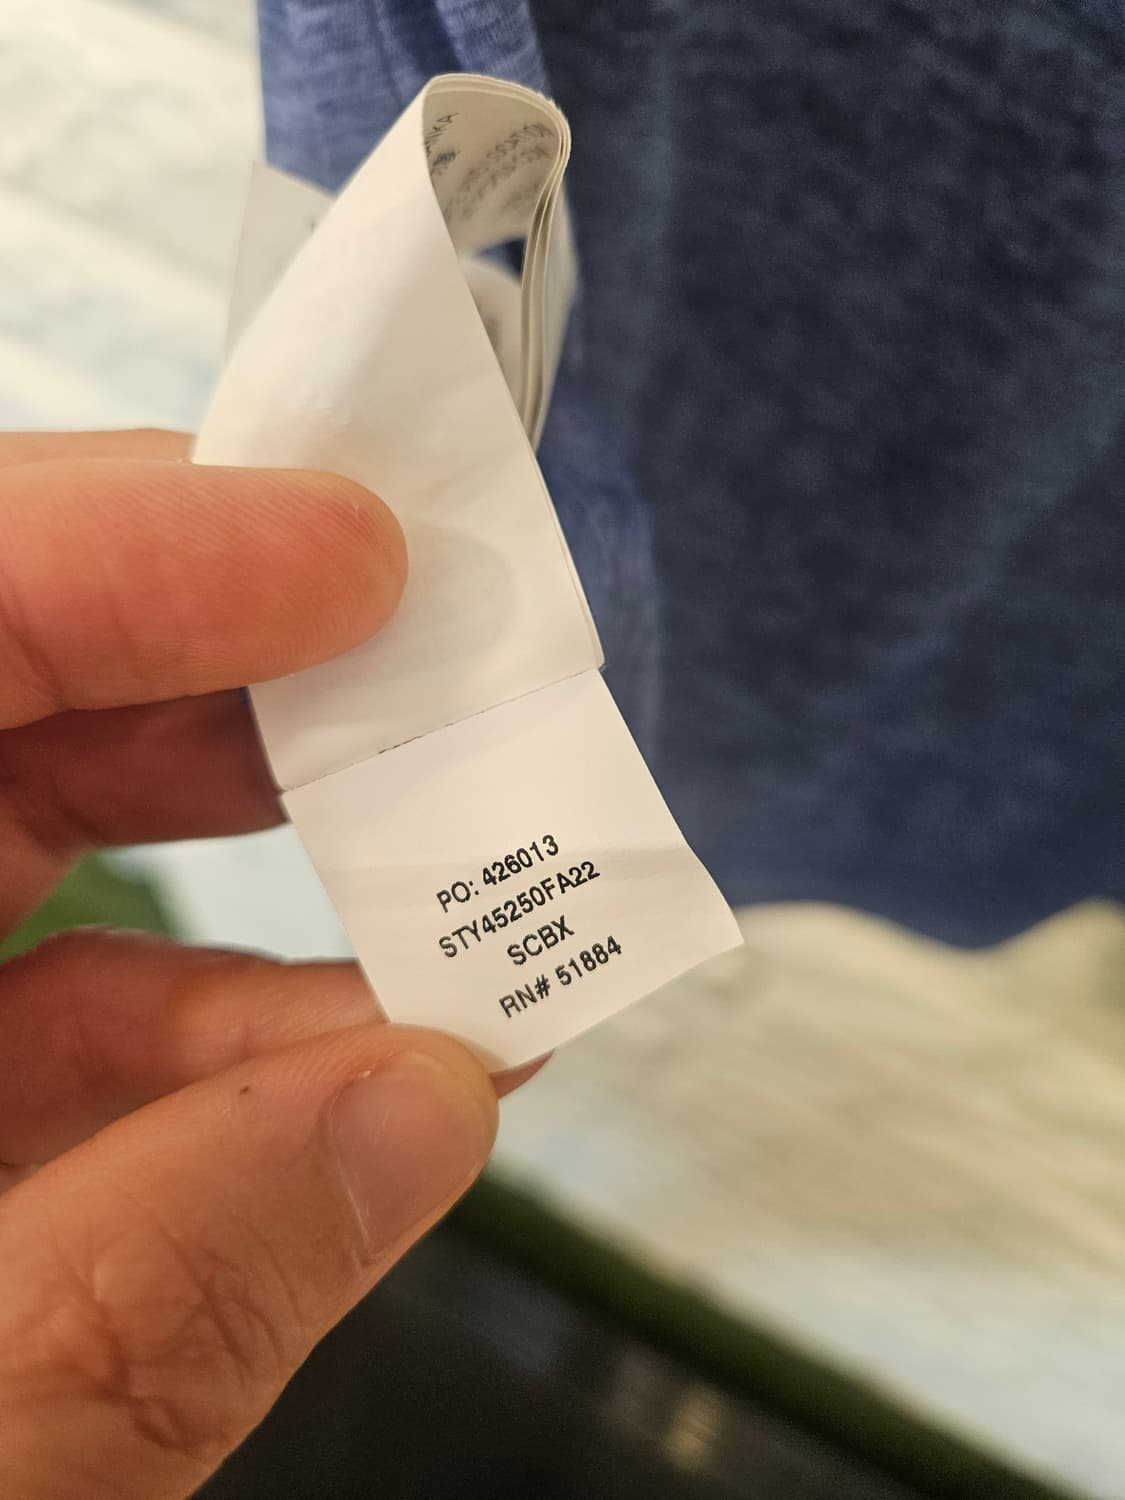 PO: 426013
STY45250FA22
SCBX
RN# 51884